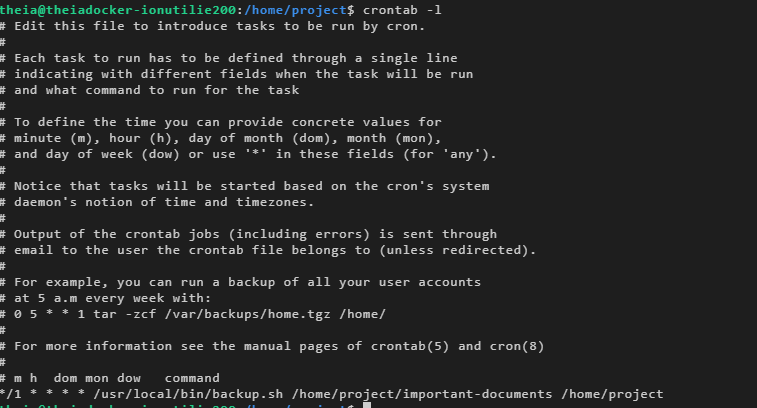 theia@theiadocker-ionutilie200:/home/project$ crontab -l
# Edit this file to introduce tasks to be run by cron.
#
# Each task to run has to be defined through a single line
# indicating with different fields when the task will be run
# and what command to run for the task
#
# To define the time you can provide concrete values for
# minute (m), hour (h), day of month (dom), month (mon),
# and day of week (dow) or use '*' in these fields (for 'any').
#
# Notice that tasks will be started based on the cron's system
# daemon's notion of time and timezones.
#
# Output of the crontab jobs (including errors) is sent through
# email to the user the crontab file belongs to (unless redirected).
#
# For example, you can run a backup of all your user accounts
# at 5 a.m every week with:
# 0 5 * * 1 tar -zcf /var/backups/home.tgz /home/
#
# For more information see the manual pages of crontab(5) and cron(8)
#
# m h  dom mon dow   command
*/1 * * * * /usr/local/bin/backup.sh /home/project/important-documents /home/project
theia@theiadocker-ionutilie200:/home/project$